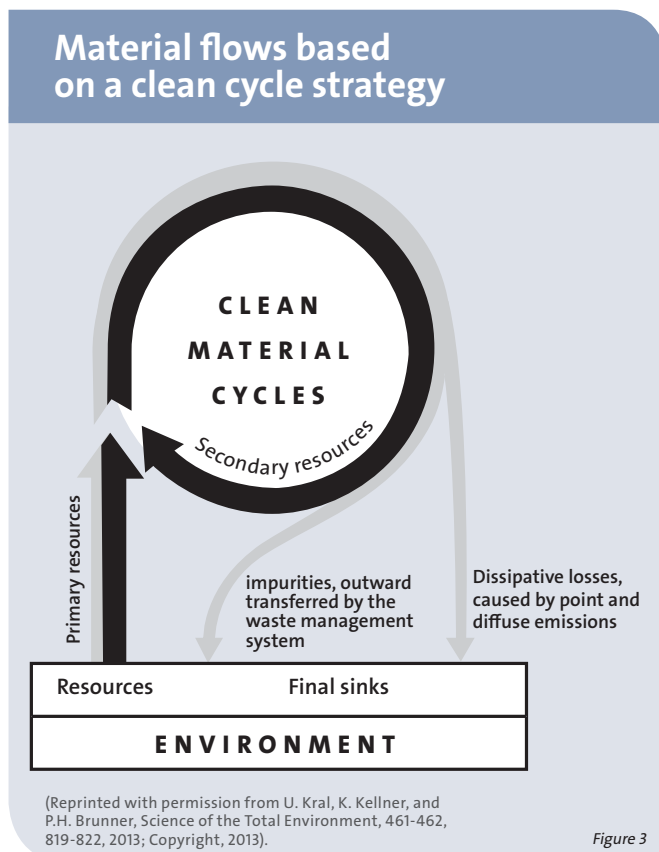 Material flows based
on a clean cycle strategy
CLEAN
MATERIAL
CYCLES
Secondary resources
Primary resources
impurities, outward
transferred by the
waste management
system
Dissipative losses,
caused by point and
diffuse emissions
Resources
Final sinks
ENVIRONMENT
(Reprinted with permission from U. Kral, K. Kellner, and
P.H. Brunner, Science of the Total Environment, 461-462,
819-822, 2013; Copyright, 2013).
Figure 3